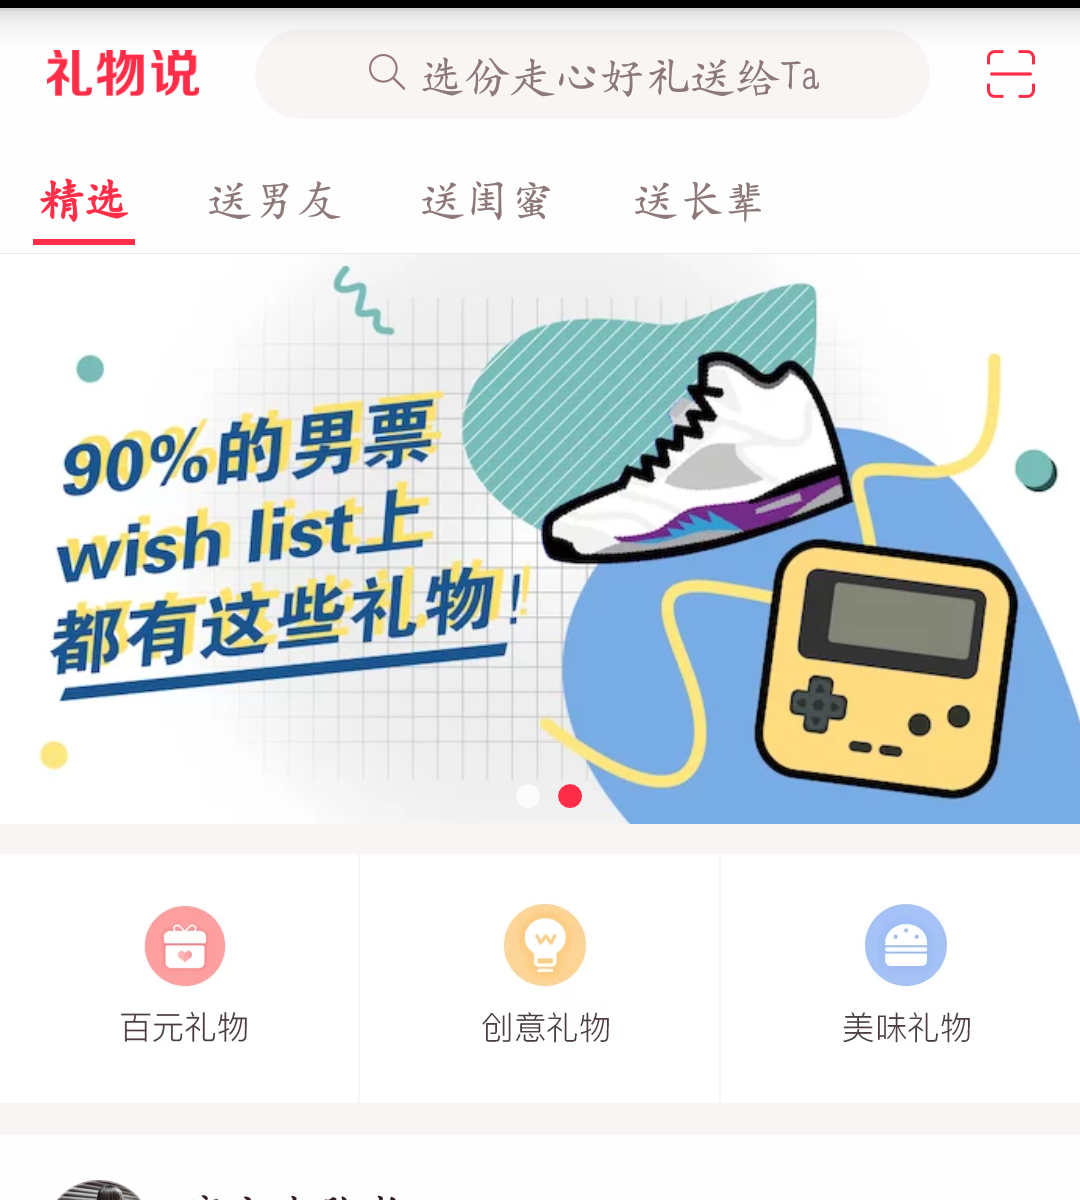 礼物说
选份走心好礼送给Ta
精选 送男友 送闺蜜 送长辈
90%的男票
wish list上
都有这些礼物！
百元礼物 创意礼物 美味礼物